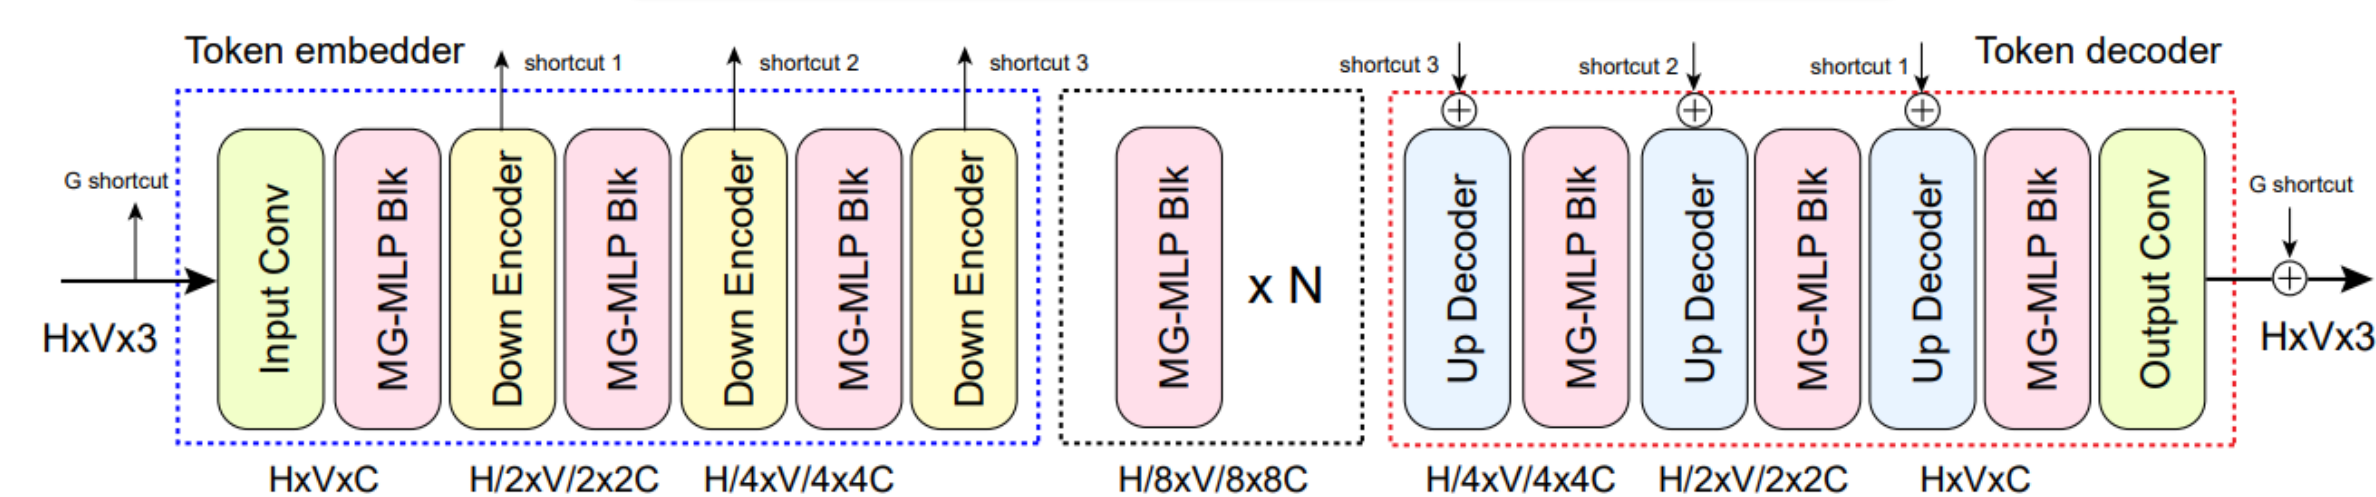 Token embedder
shortcut 1
shortcut 2
shortcut 3
shortcut 3
shortcut 2
shortcut 1
Token decoder
G shortcut
HxVx3
Input Conv
MG-MLP Blk
Down Encoder
MG-MLP Blk
Down Encoder
MG-MLP Blk
Down Encoder
MG-MLP Blk
x N
Up Decoder
MG-MLP Blk
Up Decoder
MG-MLP Blk
Up Decoder
MG-MLP Blk
Output Conv
G shortcut
HxVx3
HxVxC
H/2xV/2x2C
H/4xV/4x4C
H/8xV/8x8C
H/4xV/4x4C
H/2xV/2x2C
HxVxC